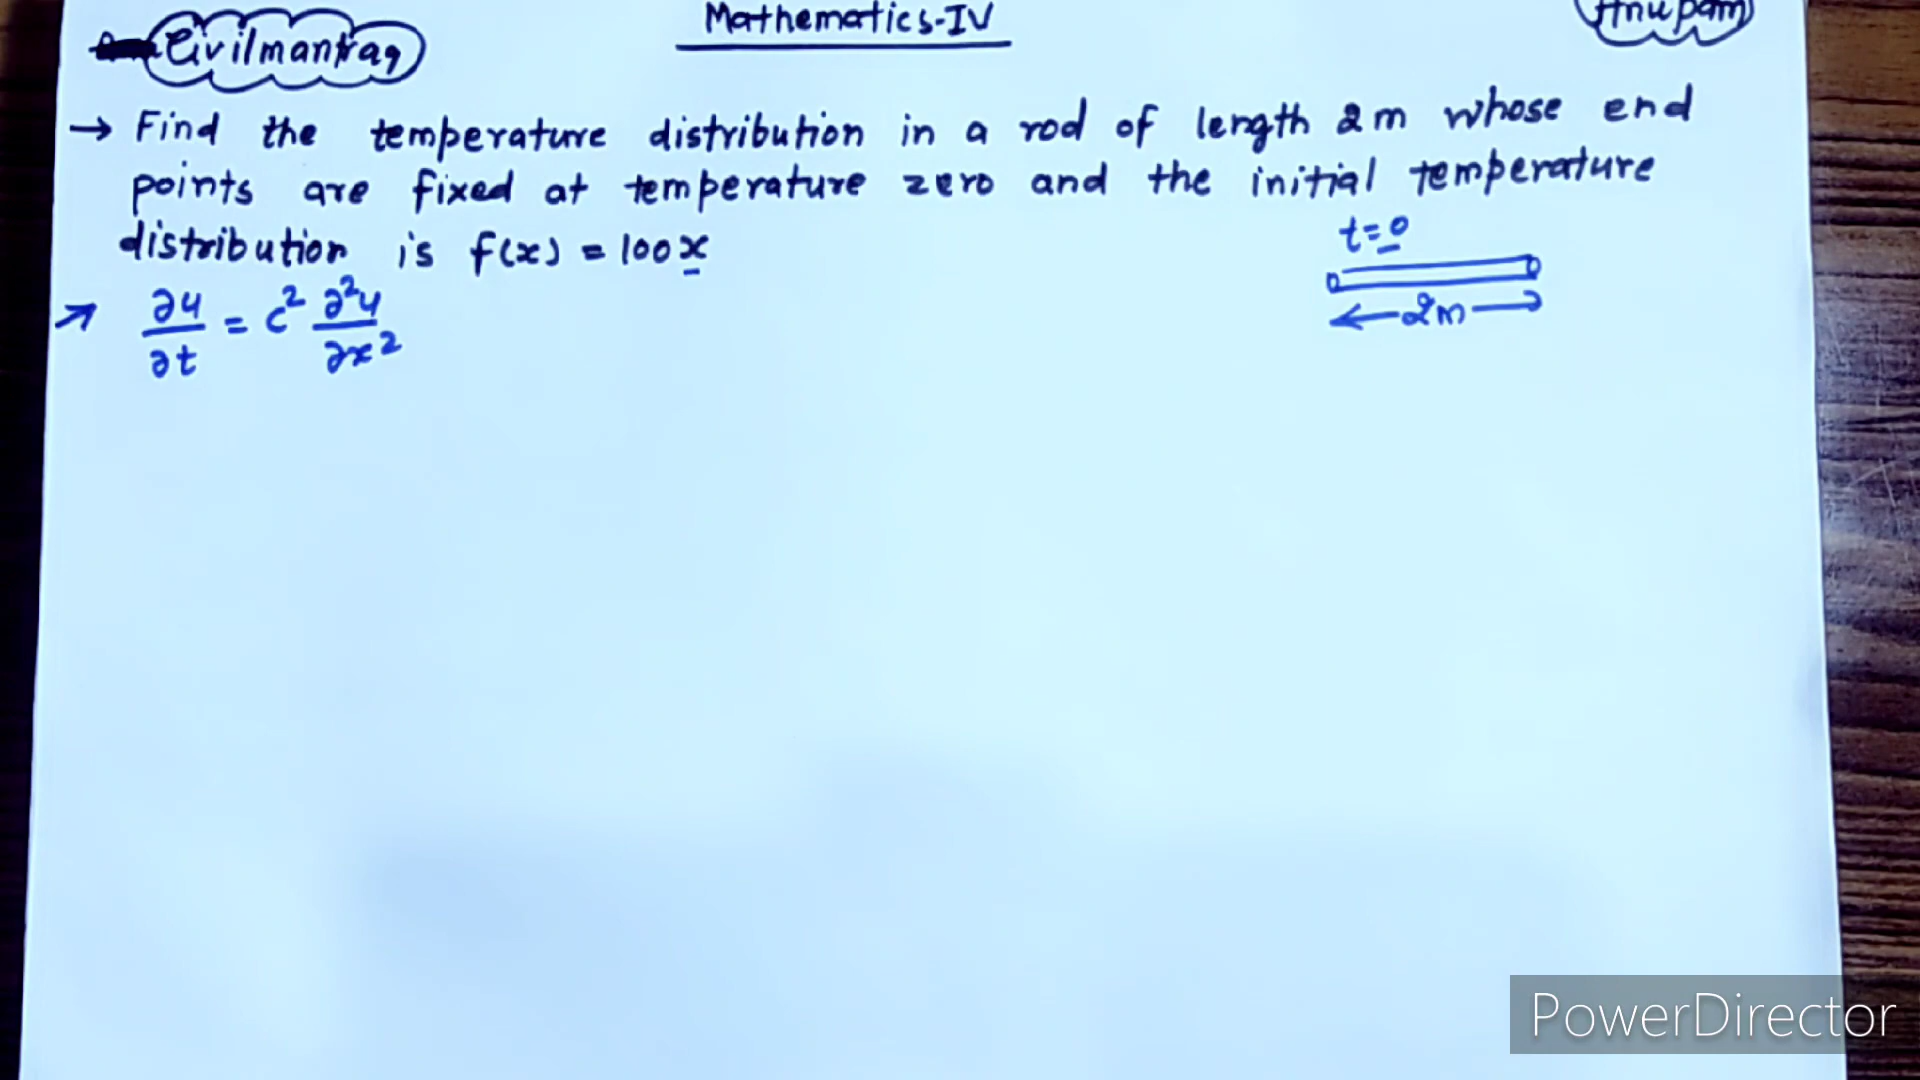 Civilmantrag
Mathematics-IV
Anupam
→ Find the temperature distribution in a rod of length 2m whose end
points are fixed at temperature zero and the initial temperature
distribution is f(x) = 100x
t=0
2m
→ ∂u/∂t = c² ∂²u/∂x²
PowerDirector